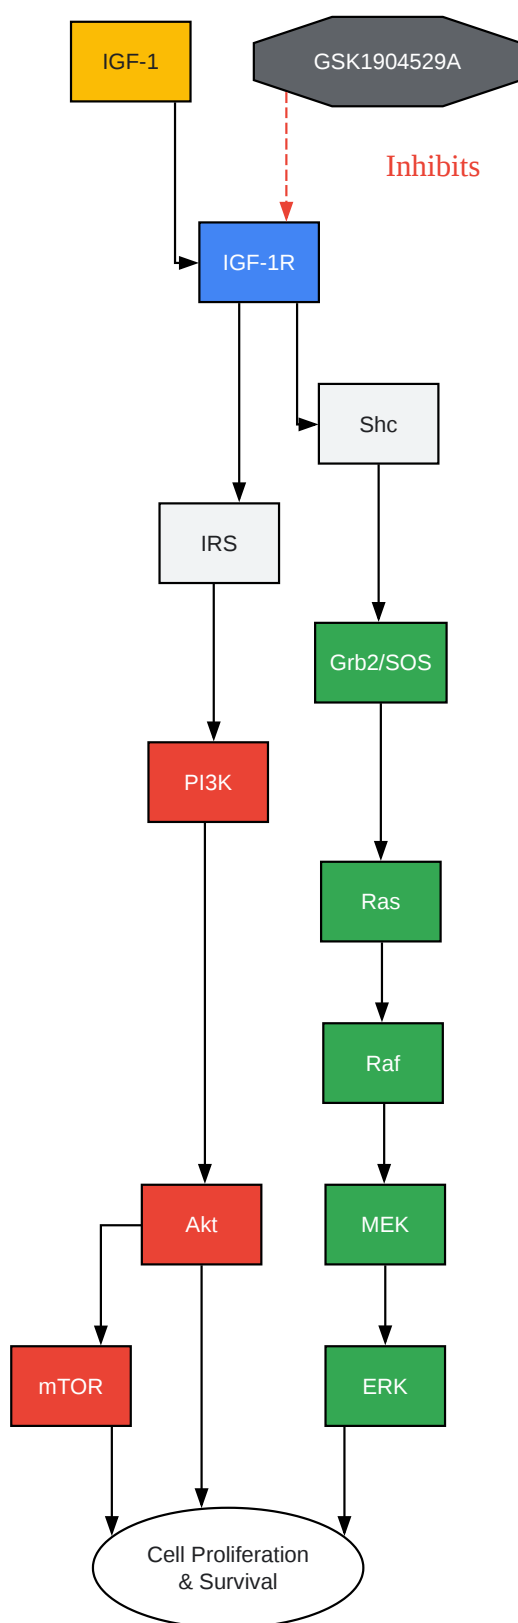 IGF-1
GSK1904529A
Inhibits
IGF-1R
Shc
IRS
Grb2/SOS
PI3K
Ras
Raf
Akt
MEK
mTOR
ERK
Cell Proliferation
& Survival